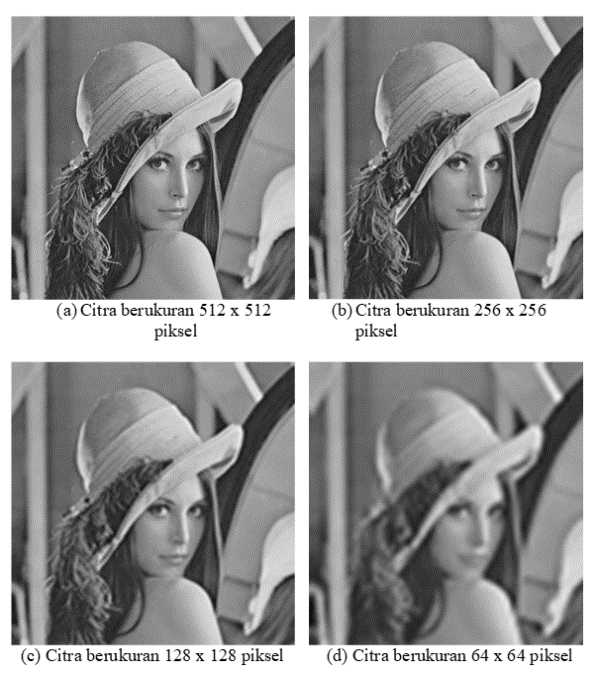 (a) Citra berukuran 512 x 512
piksel
(b) Citra berukuran 256 x 256
piksel
(c) Citra berukuran 128 x 128 piksel
(d) Citra berukuran 64 x 64 piksel